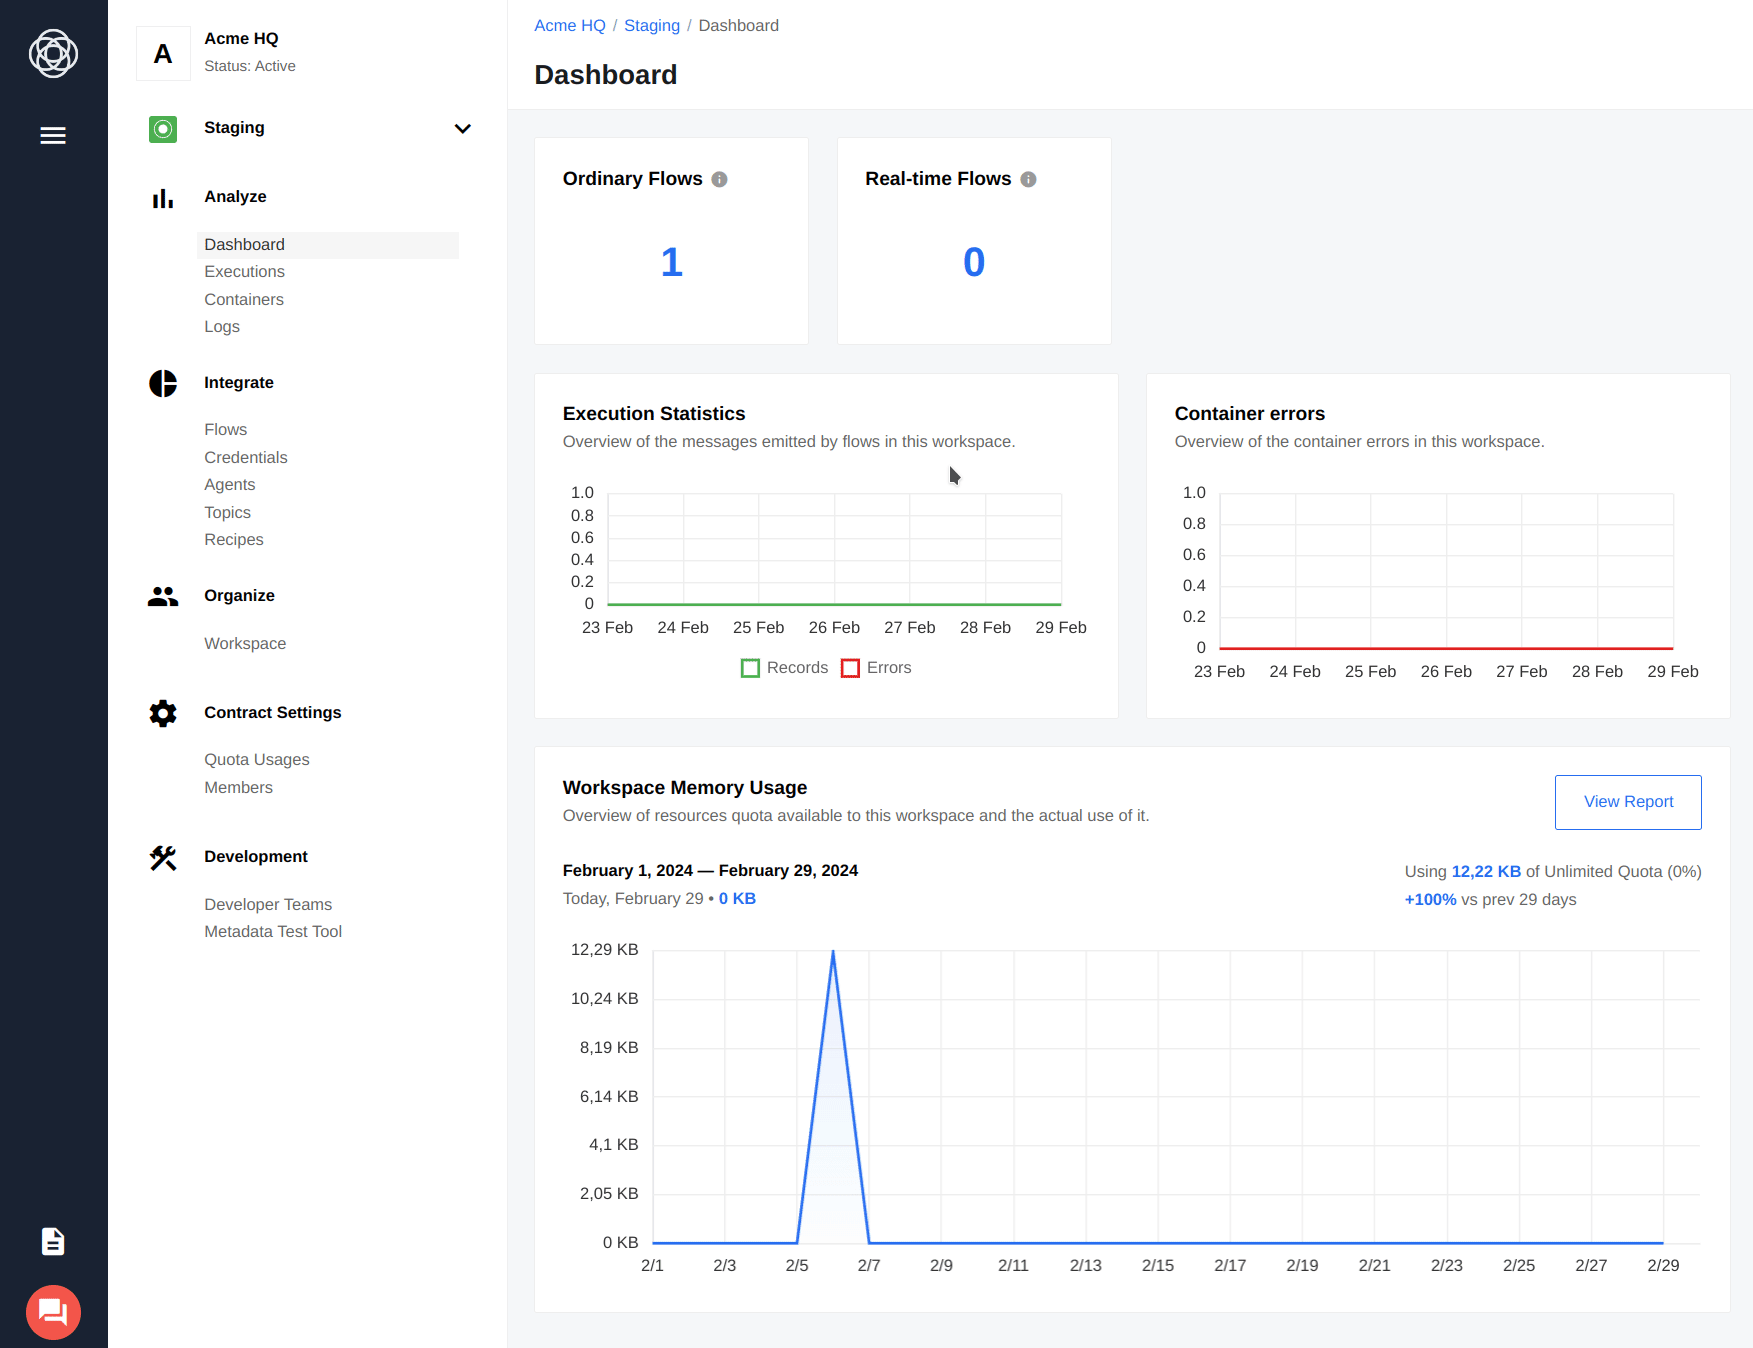 A
Acme HQ
Status: Active
Staging
Analyze
Dashboard
Executions
Containers
Logs
Integrate
Flows
Credentials
Agents
Topics
Recipes
Organize
Workspace
Contract Settings
Quota Usages
Members
Development
Developer Teams
Metadata Test Tool
Acme HQ / Staging / Dashboard
Dashboard
Ordinary Flows
1
Real-time Flows
0
Execution Statistics
Overview of the messages emitted by flows in this workspace.
1.0
0.8
0.6
0.4
0.2
0
23 Feb 24 Feb 25 Feb 26 Feb 27 Feb 28 Feb 29 Feb
Records Errors
Container errors
Overview of the container errors in this workspace.
1.0
0.8
0.6
0.4
0.2
0
23 Feb 24 Feb 25 Feb 26 Feb 27 Feb 28 Feb 29 Feb
Workspace Memory Usage
Overview of resources quota available to this workspace and the actual use of it.
View Report
February 1, 2024 — February 29, 2024
Today, February 29 • 0 KB
Using 12,22 KB of Unlimited Quota (0%)
+100% vs prev 29 days
12,29 KB
10,24 KB
8,19 KB
6,14 KB
4,1 KB
2,05 KB
0 KB
2/1 2/3 2/5 2/7 2/9 2/11 2/13 2/15 2/17 2/19 2/21 2/23 2/25 2/27 2/29